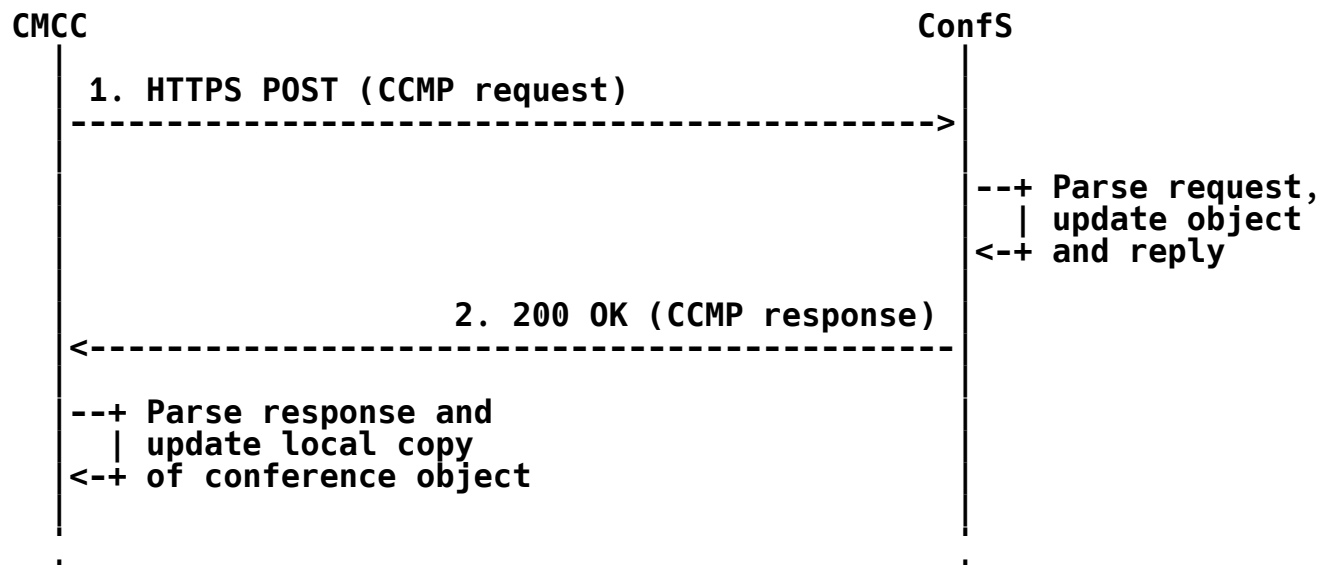 CMCC ConfS
1. HTTPS POST (CCMP request)
--+ Parse request,
| update object
<-+ and reply
2. 200 OK (CCMP response)
--+ Parse response and
| update local copy
<-+ of conference object